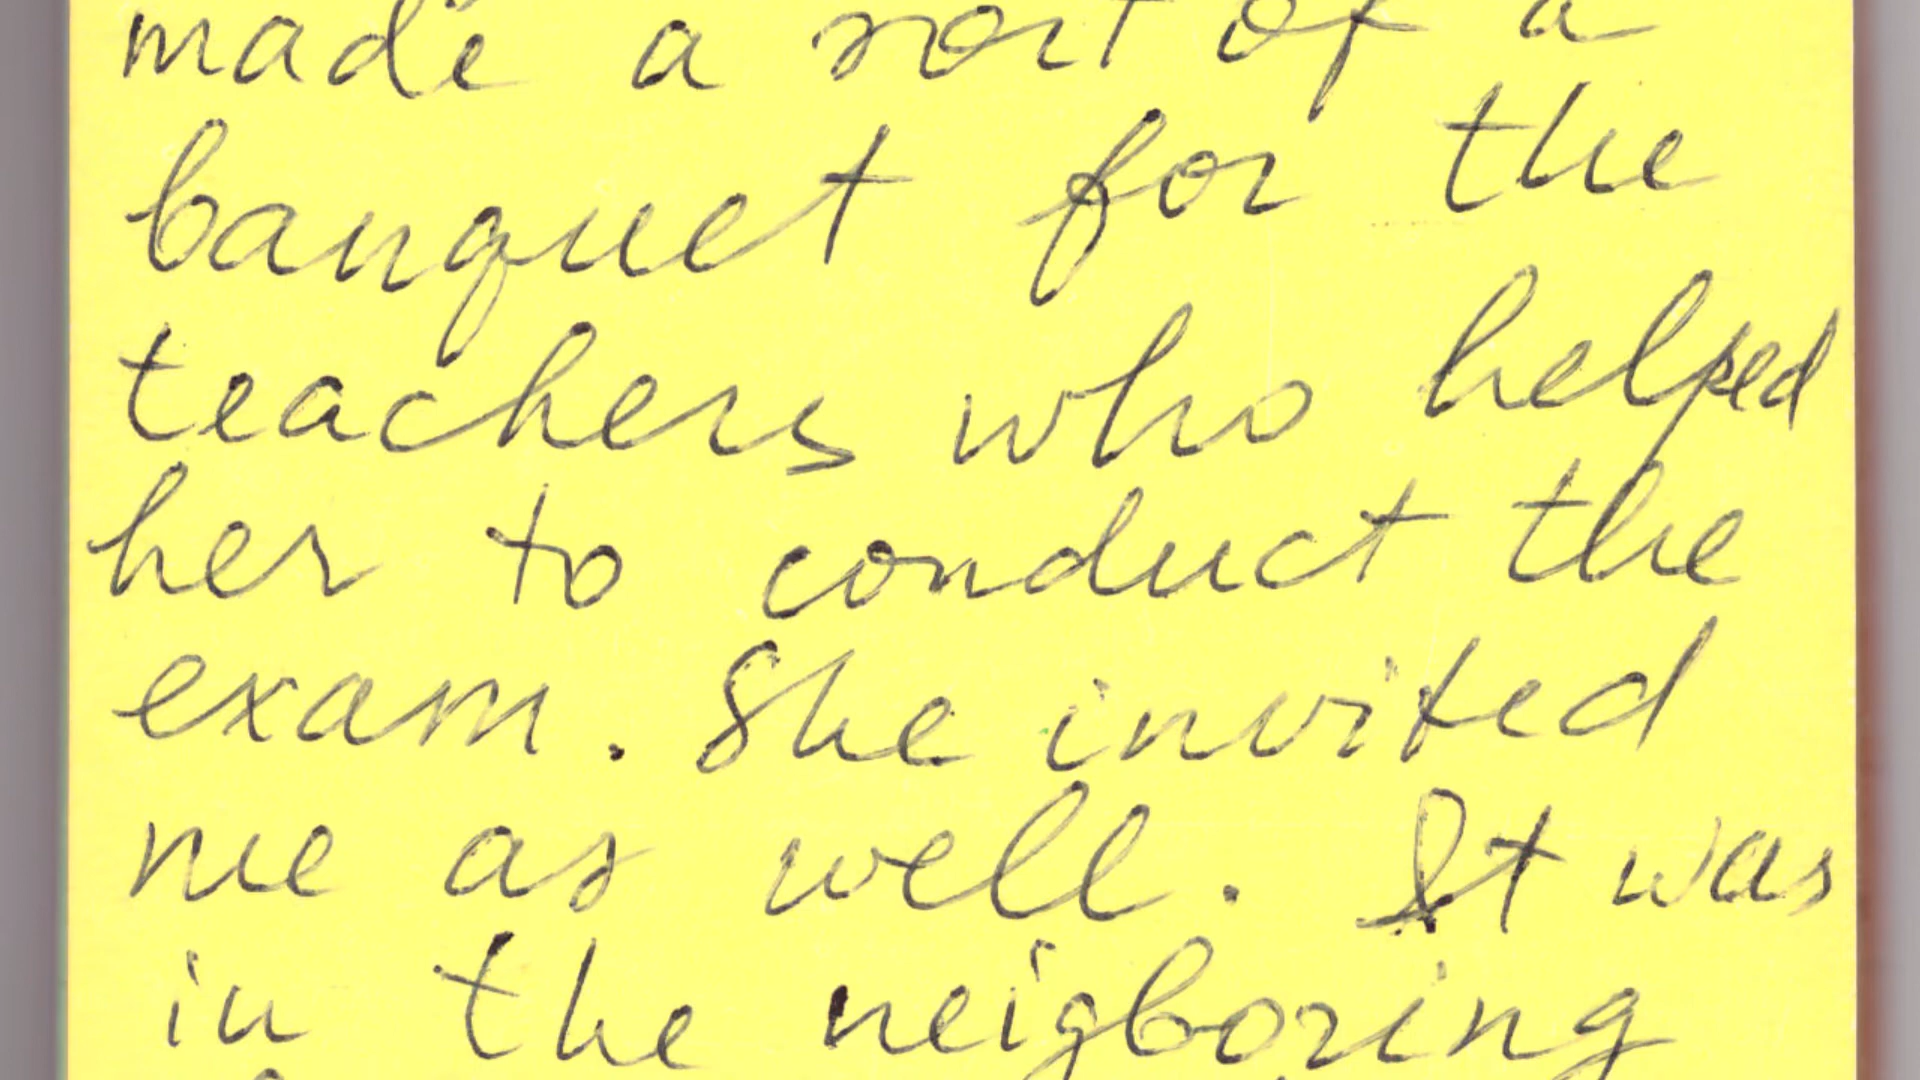 made a sort of a
banquet for the
teachers who helped
her to conduct the
exam. She invited
me as well. It was
in the neigboring